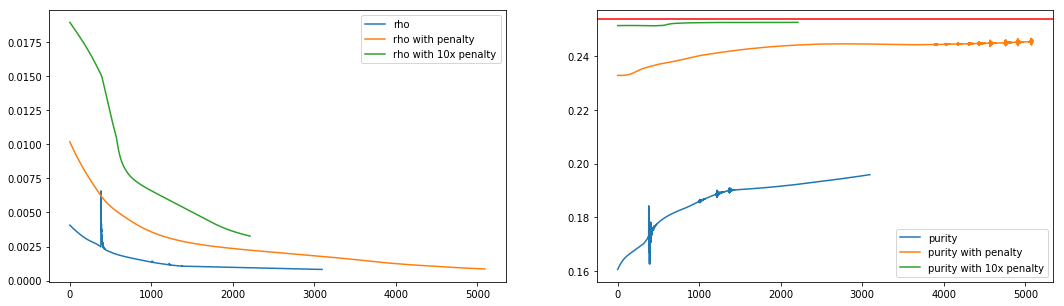 0.0175
0.0150
0.0125
0.0100
0.0075
0.0050
0.0025
0.0000
0 1000 2000 3000 4000 5000
rho
rho with penalty
rho with 10x penalty
0.24
0.22
0.20
0.18
0.16
0 1000 2000 3000 4000 5000
purity
purity with penalty
purity with 10x penalty